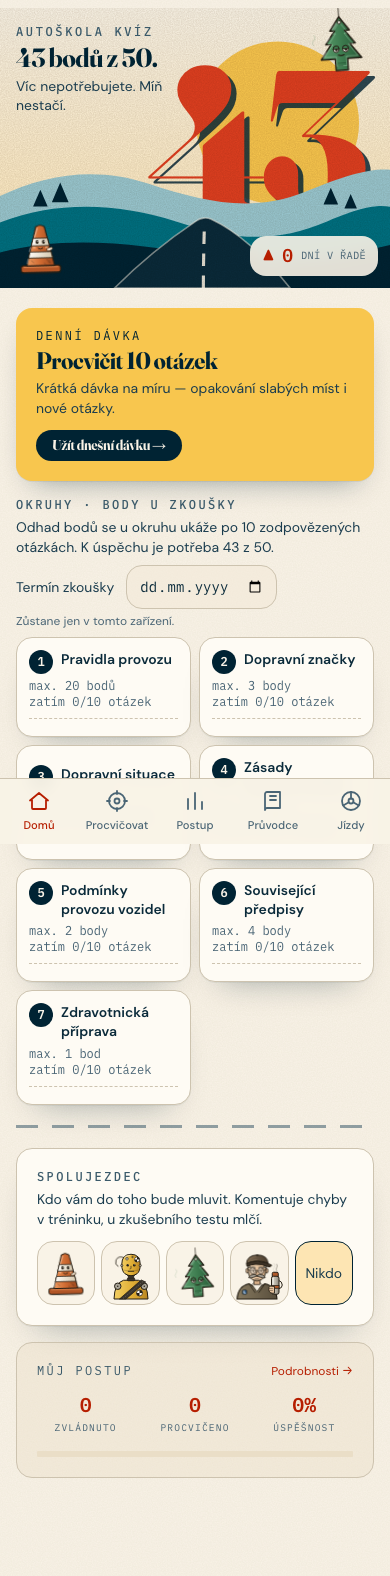 AUTOŠKOLA KVÍZ
43 bodů z 50.
Víc nepotřebujete. Míň
nestačí.
43
▲ 0 DNÍ V ŘADĚ
DENNÍ DÁVKA
Procvičit 10 otázek
Krátká dávka na míru — opakování slabých míst i
nové otázky.
Užít dnešní dávku →
OKRUHY · BODY U ZKOUŠKY
Odhad bodů se u okruhu ukáže po 10 zodpovězených
otázkách. K úspěchu je potřeba 43 z 50.
Termín zkoušky dd.mm.yyyy
Zůstane jen v tomto zařízení.
1 Pravidla provozu
max. 20 bodů
zatím 0/10 otázek
2 Dopravní značky
max. 3 body
zatím 0/10 otázek
3 Dopravní situace
4 Zásady
Domů
Procvičovat
Postup
Průvodce
Jízdy
5 Podmínky
provozu vozidel
max. 2 body
zatím 0/10 otázek
6 Související
předpisy
max. 4 body
zatím 0/10 otázek
7 Zdravotnická
příprava
max. 1 bod
zatím 0/10 otázek
SPOLUJEZDEC
Kdo vám do toho bude mluvit. Komentuje chyby
v tréninku, u zkušebního testu mlčí.
Nikdo
MŮJ POSTUP
Podrobnosti →
0
ZVLÁDNUTO
0
PROCVIČENO
0%
ÚSPĚŠNOST